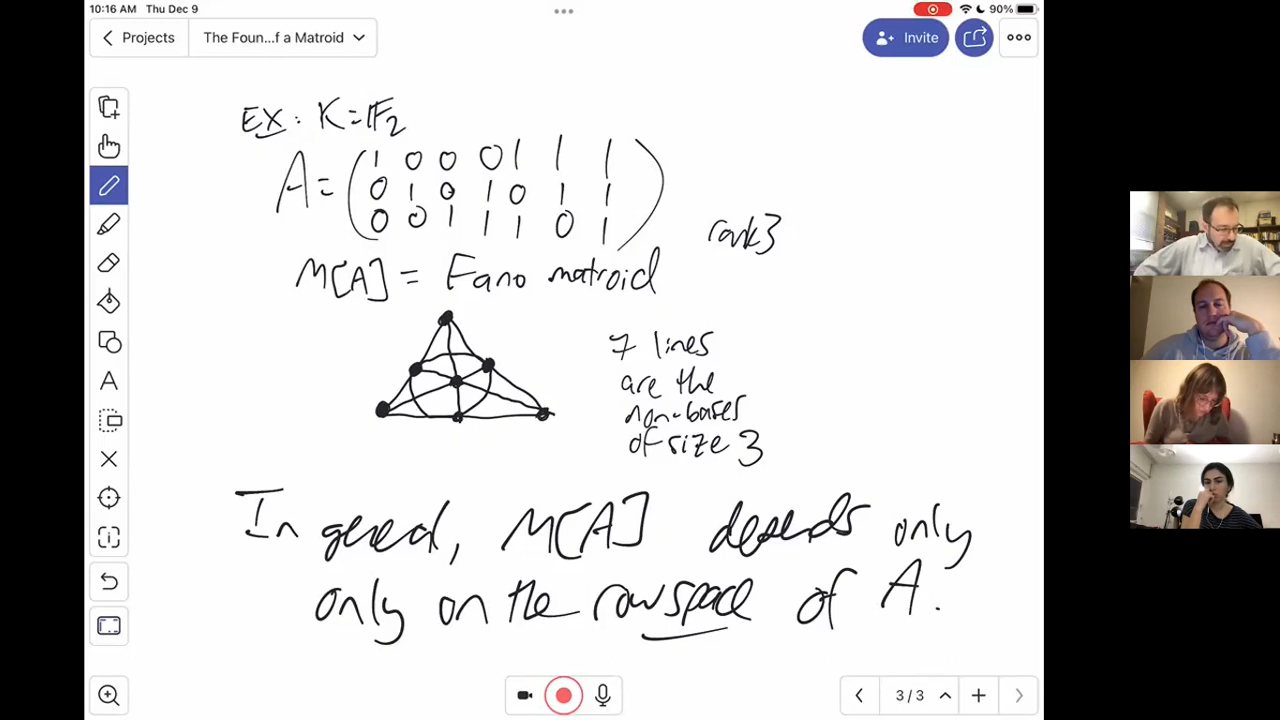 10:16 AM Thu Dec 9
90%
Projects
The Foun...f a Matroid
Invite
EX: K=𝔽₂
A = ( 1 0 0 0 1 1 1
0 1 0 1 0 1 1
0 0 1 1 1 0 1 )
rank 3
M[A] = Fano matroid
7 lines
are the
non-bases
of size 3
In general, M[A] depends only
only on the row space of A.
A
3/3